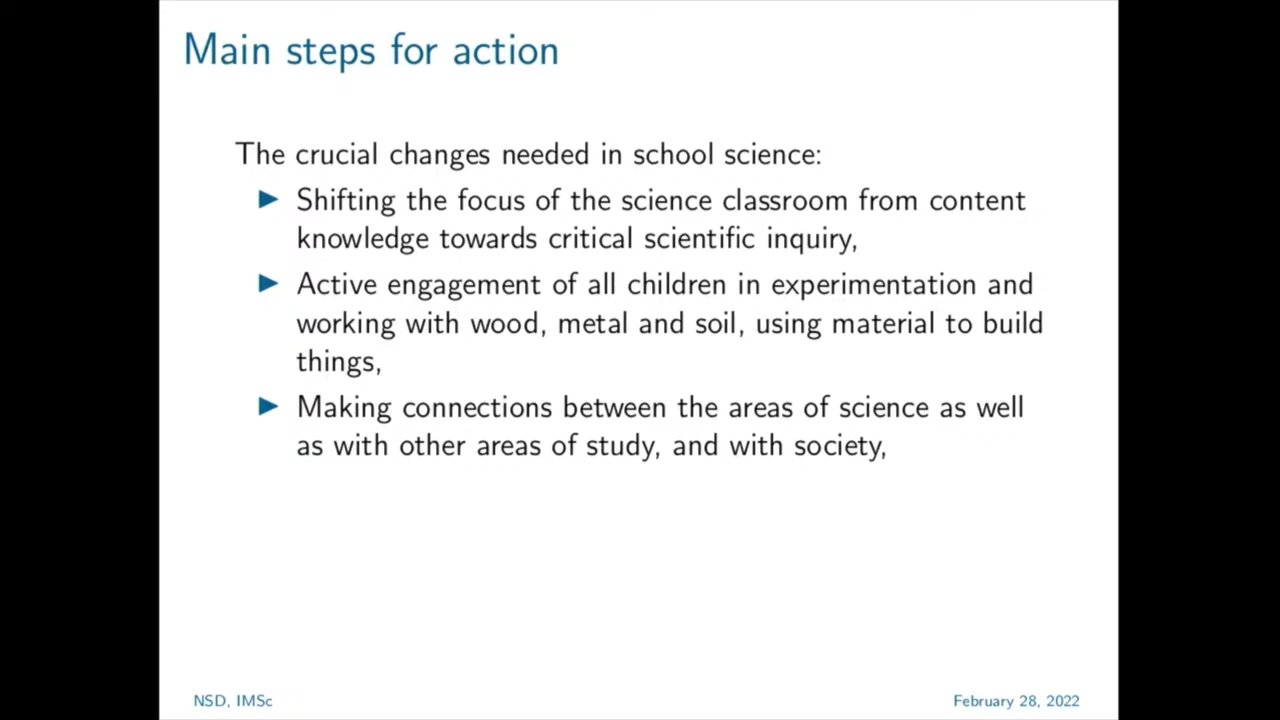 Main steps for action
The crucial changes needed in school science:
▶ Shifting the focus of the science classroom from content
knowledge towards critical scientific inquiry,
▶ Active engagement of all children in experimentation and
working with wood, metal and soil, using material to build
things,
▶ Making connections between the areas of science as well
as with other areas of study, and with society,
NSD, IMSc
February 28, 2022